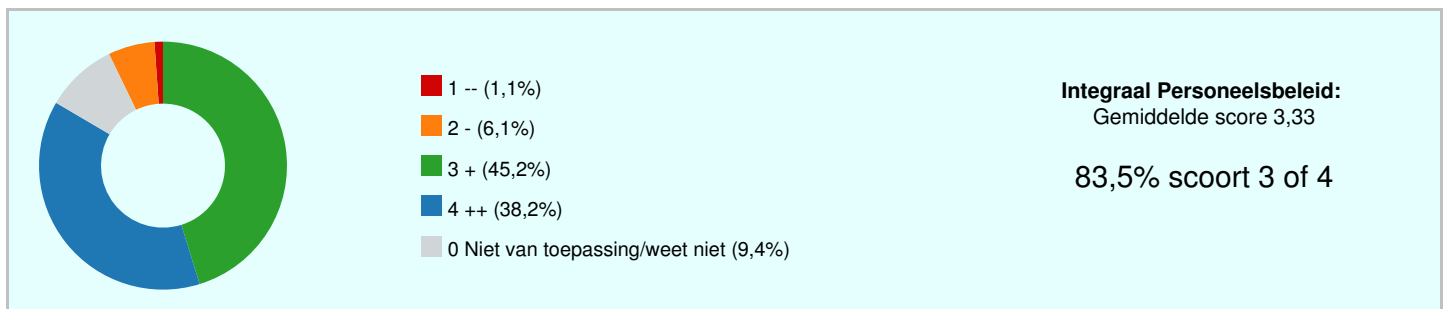 1 -- (1,1%)
2 - (6,1%)
3 + (45,2%)
4 ++ (38,2%)
0 Niet van toepassing/weet niet (9,4%)
Integraal Personeelsbeleid:
Gemiddelde score 3,33
83,5% scoort 3 of 4